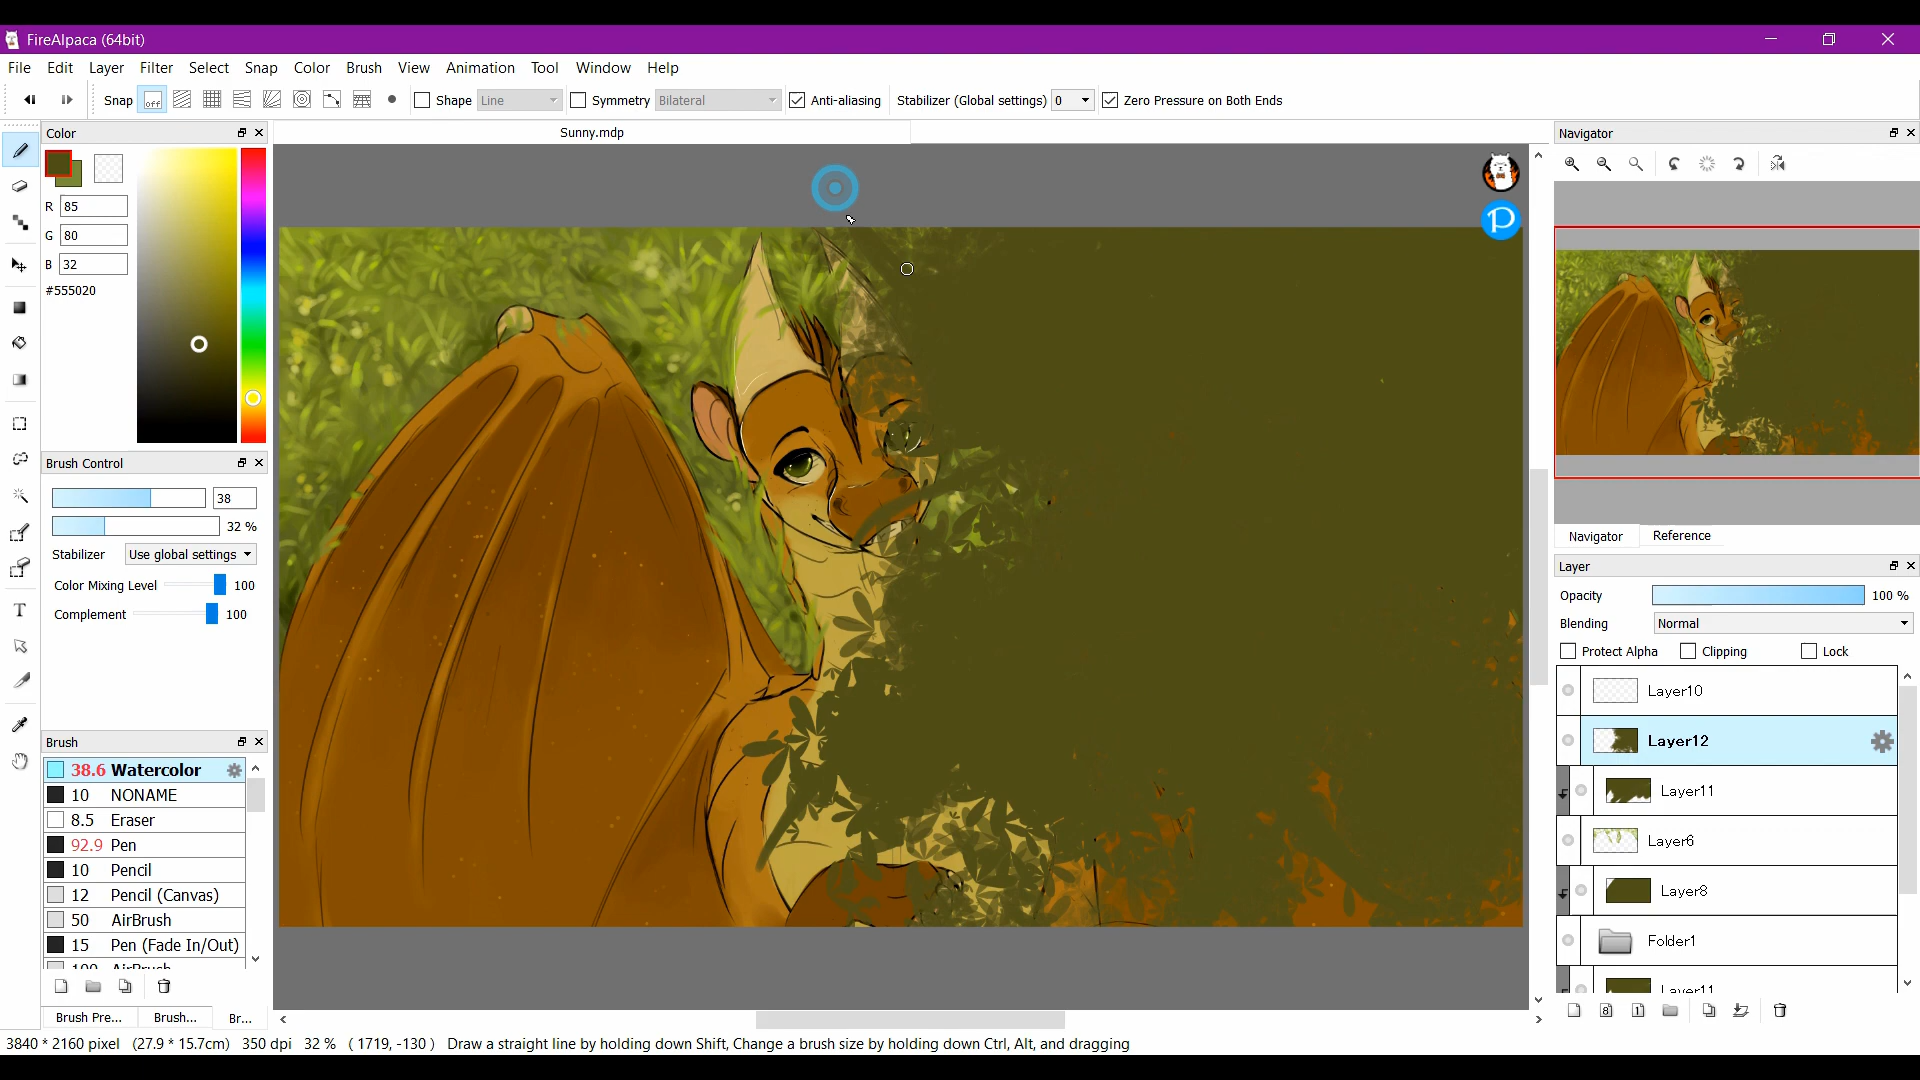 FireAlpaca (64bit)
File Edit Layer Filter Select Snap Color Brush View Animation Tool Window Help
Snap off Shape Line Symmetry Bilateral Anti-aliasing Stabilizer (Global settings) 0 Zero Pressure on Both Ends
Color
Sunny.mdp
Navigator
R 85
G 80
B 32
#555020
Brush Control
38
32 %
Stabilizer Use global settings
Color Mixing Level 100
Complement 100
Navigator Reference
Layer
Opacity 100 %
Blending Normal
Protect Alpha Clipping Lock
Layer10
Layer12
Layer11
Layer6
Layer8
Folder1
Layer11
Brush
38.6 Watercolor
10 NONAME
8.5 Eraser
92.9 Pen
10 Pencil
12 Pencil (Canvas)
50 AirBrush
15 Pen (Fade In/Out)
100 AirBrush
Brush Pre... Brush... Br...
3840 * 2160 pixel (27.9 * 15.7cm) 350 dpi 32 % ( 1719, -130 ) Draw a straight line by holding down Shift, Change a brush size by holding down Ctrl, Alt, and dragging